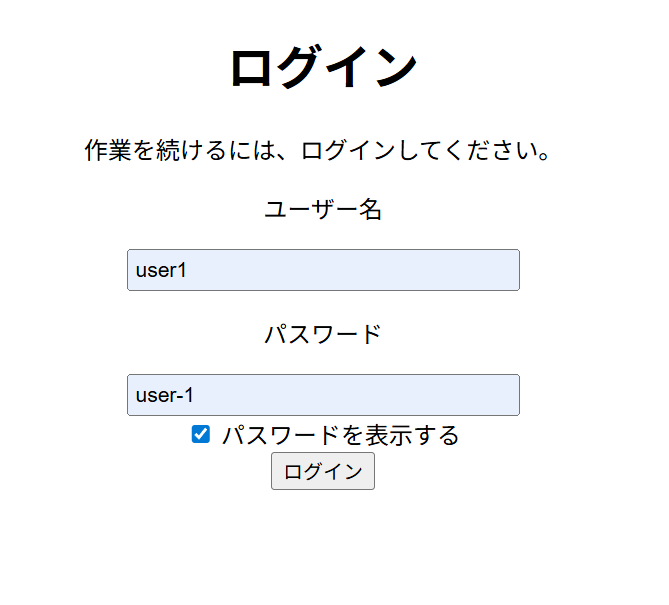 ログイン
作業を続けるには、ログインしてください。
ユーザー名
user1
パスワード
user-1
パスワードを表示する
ログイン